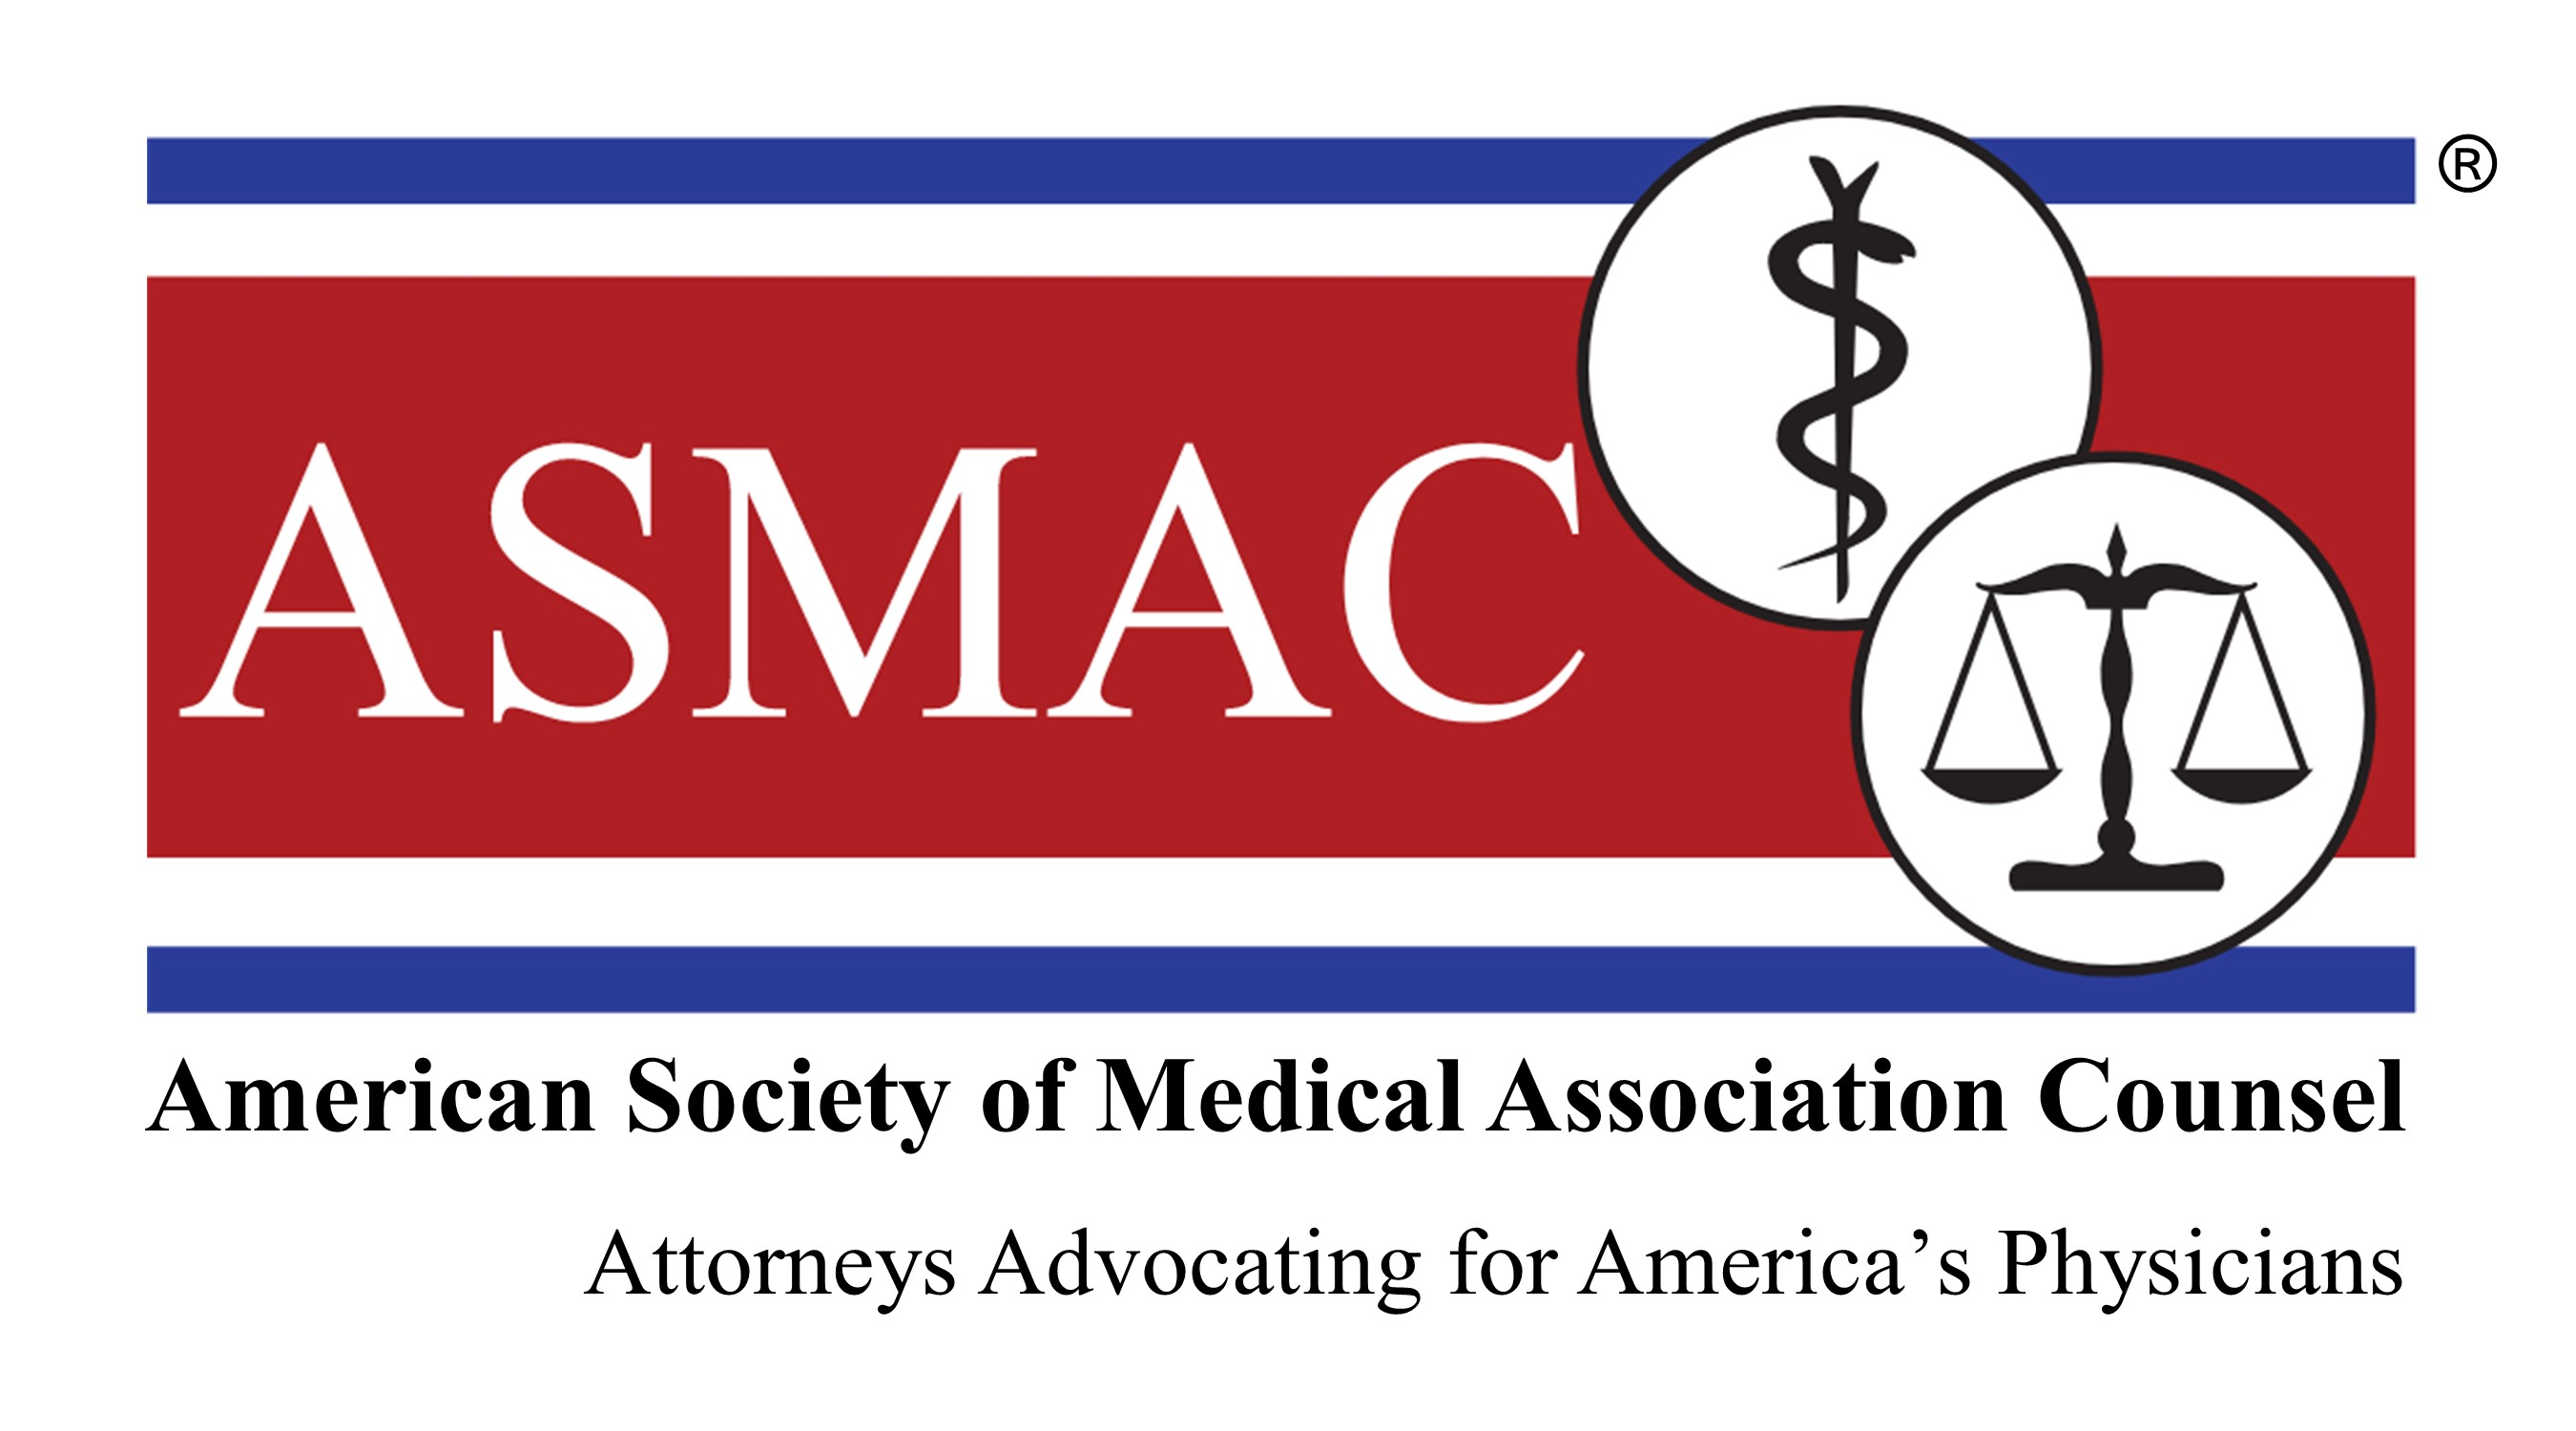 ®
ASMAC
American Society of Medical Association Counsel
Attorneys Advocating for America’s Physicians